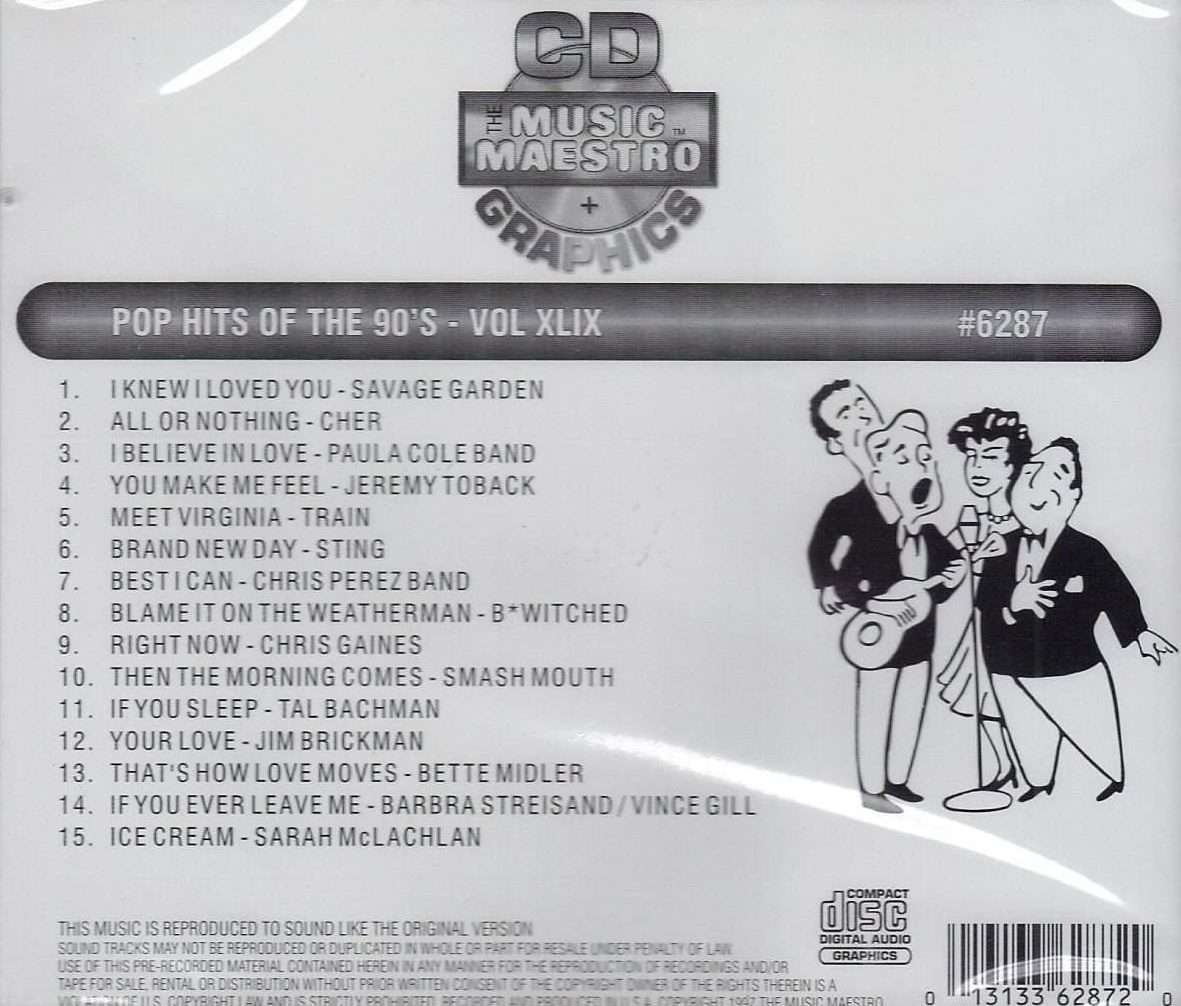 CD
THE MUSIC ™
MAESTRO
+
GRAPHICS
POP HITS OF THE 90'S - VOL XLIX #6287
1. I KNEW I LOVED YOU - SAVAGE GARDEN
2. ALL OR NOTHING - CHER
3. I BELIEVE IN LOVE - PAULA COLE BAND
4. YOU MAKE ME FEEL - JEREMY TOBACK
5. MEET VIRGINIA - TRAIN
6. BRAND NEW DAY - STING
7. BEST I CAN - CHRIS PEREZ BAND
8. BLAME IT ON THE WEATHERMAN - B*WITCHED
9. RIGHT NOW - CHRIS GAINES
10. THEN THE MORNING COMES - SMASH MOUTH
11. IF YOU SLEEP - TAL BACHMAN
12. YOUR LOVE - JIM BRICKMAN
13. THAT'S HOW LOVE MOVES - BETTE MIDLER
14. IF YOU EVER LEAVE ME - BARBRA STREISAND / VINCE GILL
15. ICE CREAM - SARAH McLACHLAN
THIS MUSIC IS REPRODUCED TO SOUND LIKE THE ORIGINAL VERSION
SOUND TRACKS MAY NOT BE REPRODUCED OR DUPLICATED IN WHOLE OR PART FOR RESALE UNDER PENALTY OF LAW.
USE OF THIS PRE-RECORDED MATERIAL CONTAINED HEREIN IN ANY MANNER FOR THE REPRODUCTION OF RECORDINGS AND/OR
TAPE FOR SALE, RENTAL OR DISTRIBUTION WITHOUT PRIOR WRITTEN CONSENT OF THE COPYRIGHT OWNER OF THE RIGHTS THEREIN IS A
VIOLATION OF U.S. COPYRIGHT LAW AND IS STRICTLY PROHIBITED. RECORDED AND PRODUCED IN U.S.A. COPYRIGHT 1997 THE MUSIC MAESTRO
COMPACT
disc
DIGITAL AUDIO
GRAPHICS
0 13133 62872 0